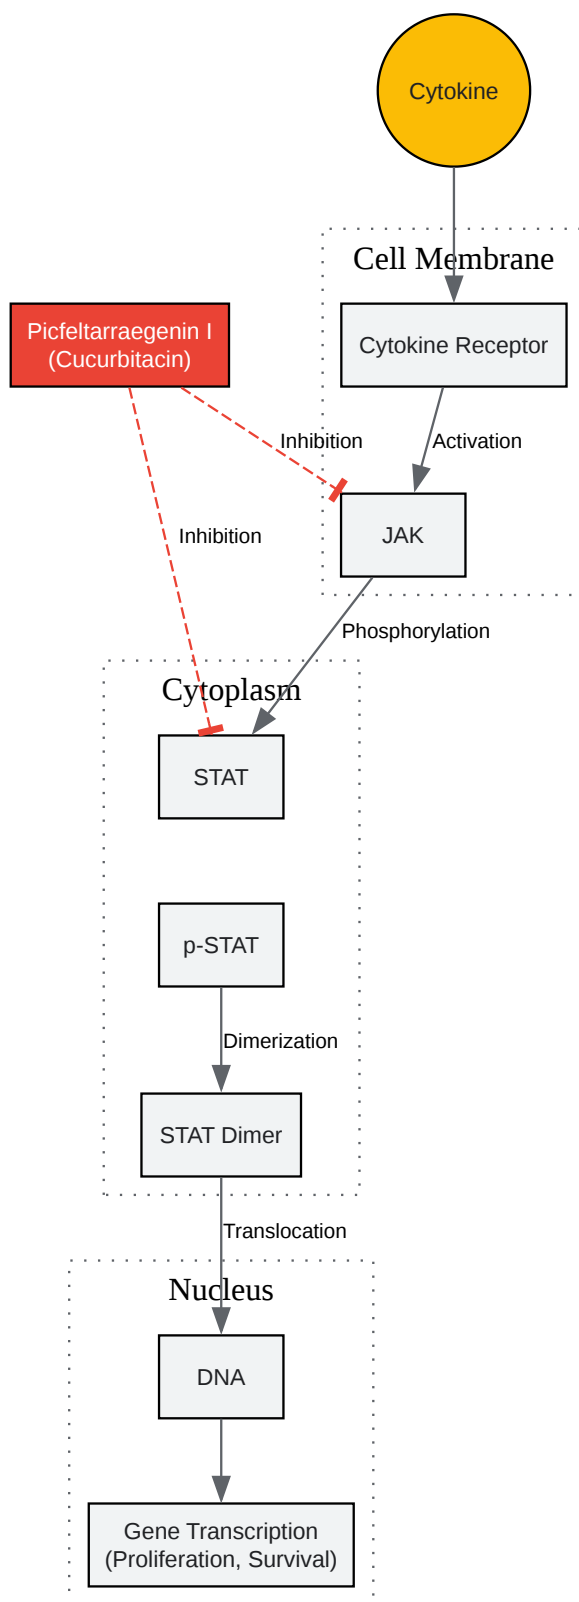 Cytokine
Cell Membrane
Picfeltarraegenin I
(Cucurbitacin)
Cytokine Receptor
Inhibition
Activation
JAK
Inhibition
Phosphorylation
Cytoplasm
STAT
p-STAT
Dimerization
STAT Dimer
Translocation
Nucleus
DNA
Gene Transcription
(Proliferation, Survival)